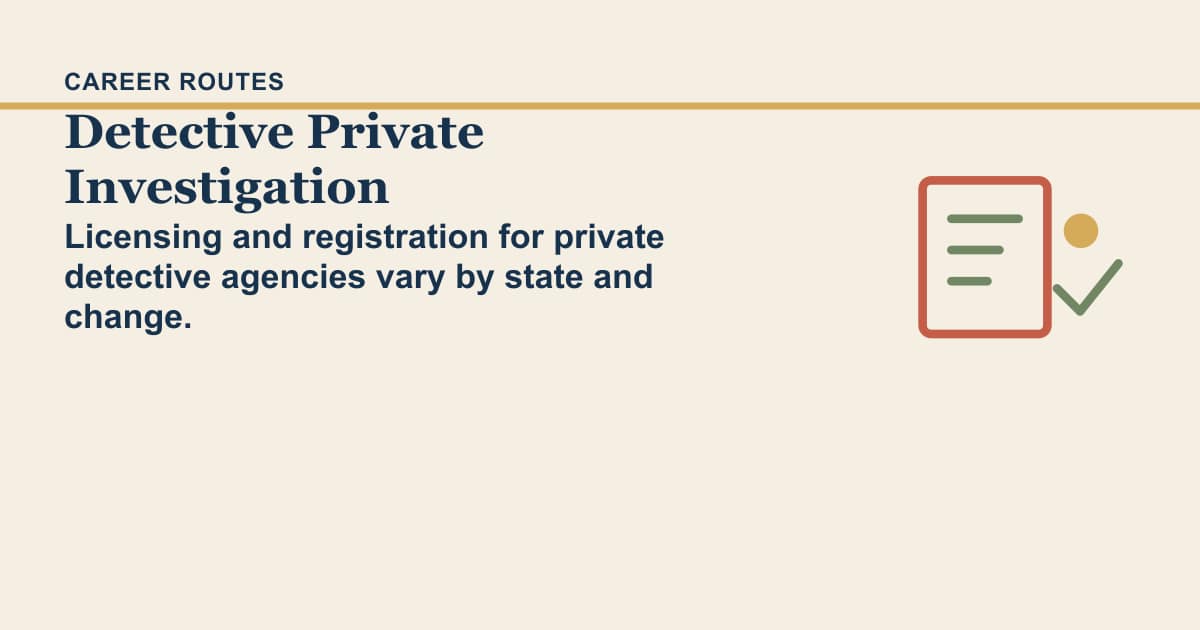 CAREER ROUTES
Detective Private
Investigation
Licensing and registration for private
detective agencies vary by state and
change.